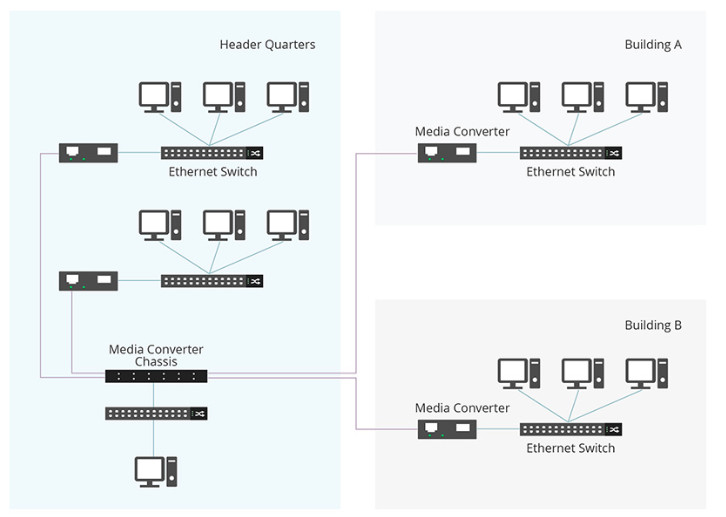 Header Quarters
Ethernet Switch
Media Converter
Chassis
Building A
Media Converter
Ethernet Switch
Building B
Media Converter
Ethernet Switch